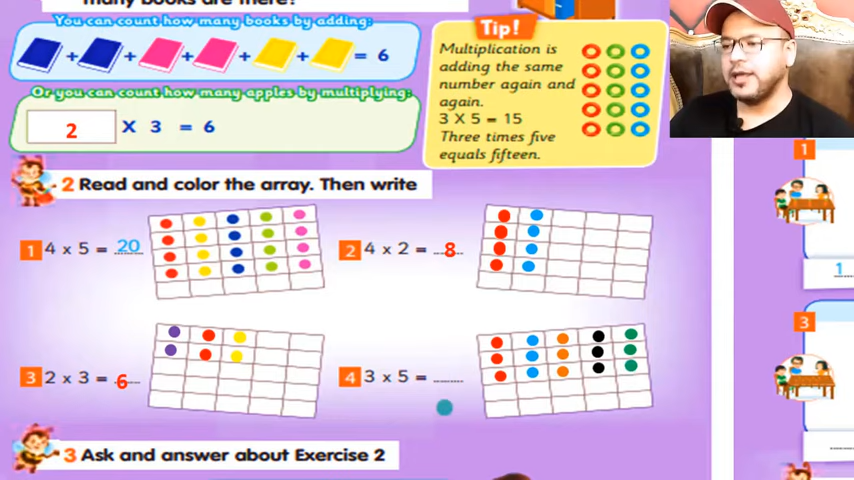 many books are there?
You can count how many books by adding:
+ + + + + = 6
Or you can count how many apples by multiplying:
2 X 3 = 6
Tip!
Multiplication is
adding the same
number again and
again.
3 X 5 = 15
Three times five
equals fifteen.
2 Read and color the array. Then write
1 4 x 5 = 20
2 4 x 2 = 8
3 2 x 3 = 6
4 3 x 5 = ........
3 Ask and answer about Exercise 2
1
1
3